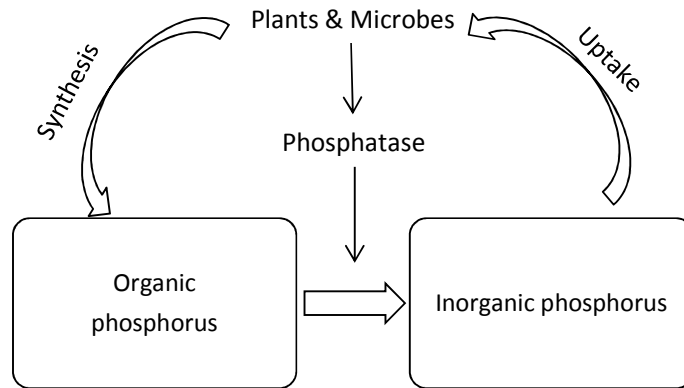 Plants & Microbes
Synthesis
Uptake
Phosphatase
Organic
phosphorus
Inorganic phosphorus